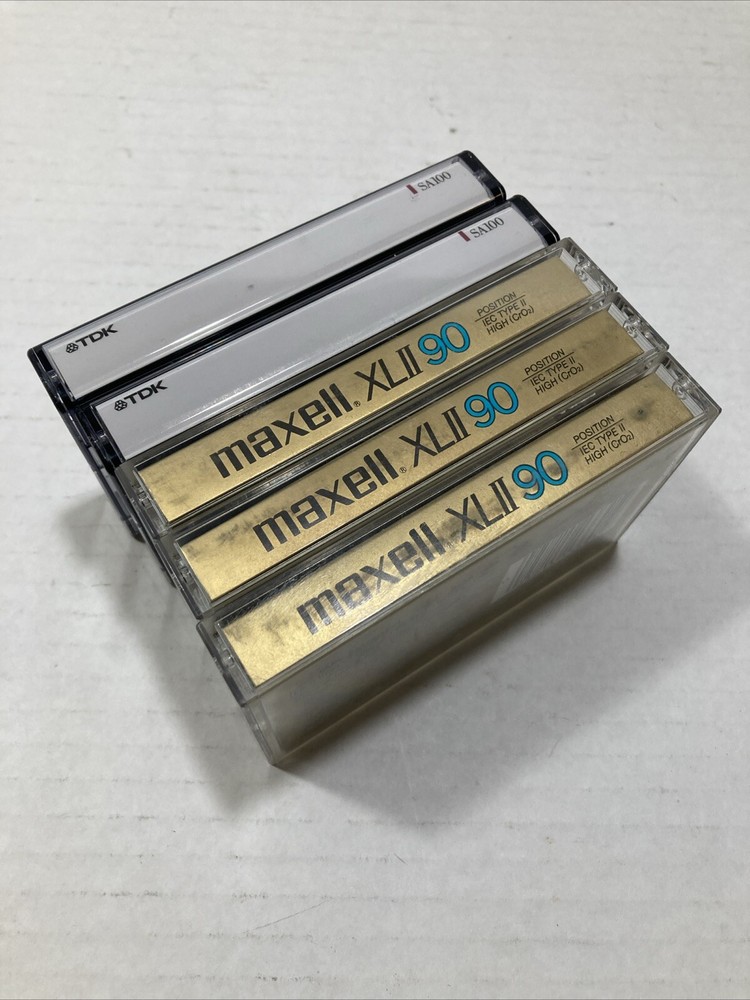 TDK SA100
TDK SA100
maxell® XLII 90 POSITION
IEC TYPE II
HIGH (CrO₂)
maxell® XLII 90 POSITION
IEC TYPE II
HIGH (CrO₂)
maxell® XLII 90 POSITION
IEC TYPE II
HIGH (CrO₂)